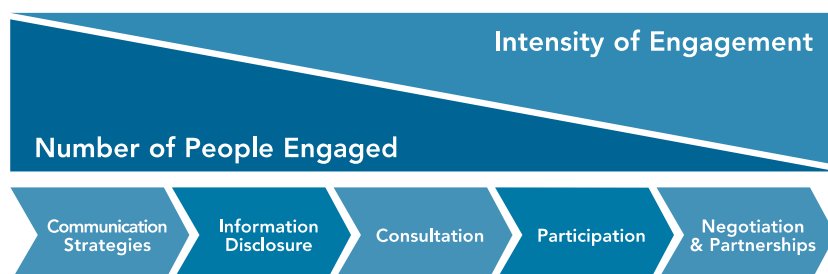 Intensity of Engagement
Number of People Engaged
Communication
Strategies
Information
Disclosure
Consultation
Participation
Negotiation
& Partnerships